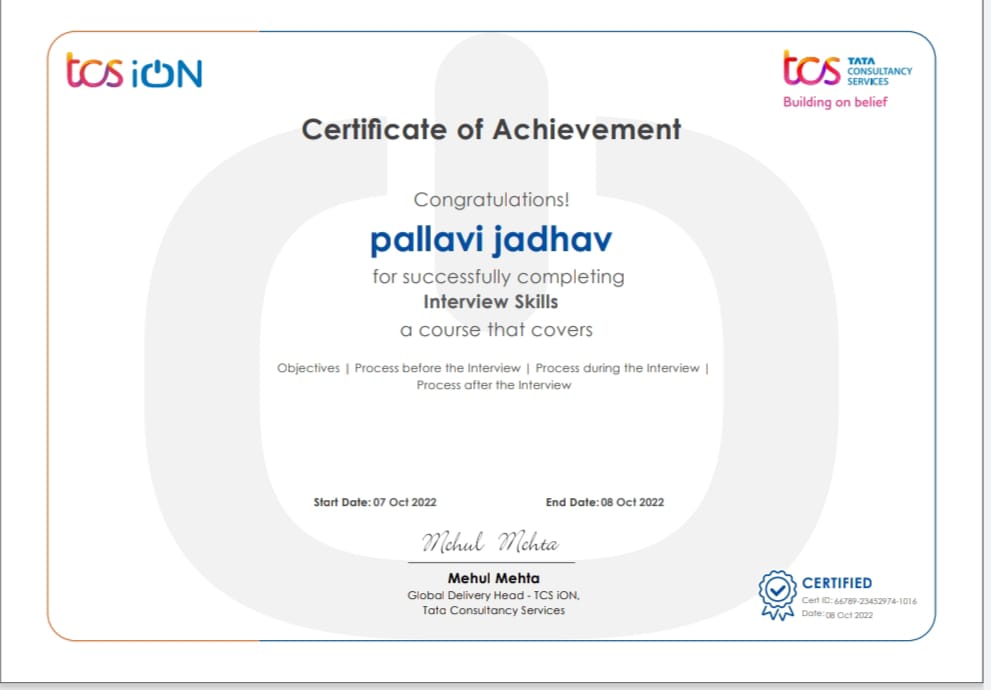 tcs iON
tcs TATA
CONSULTANCY
SERVICES
Building on belief
Certificate of Achievement
Congratulations!
pallavi jadhav
for successfully completing
Interview Skills
a course that covers
Objectives | Process before the Interview | Process during the Interview |
Process after the Interview
Start Date: 07 Oct 2022 End Date: 08 Oct 2022
Mehul Mehta
Mehul Mehta
Global Delivery Head - TCS iON,
Tata Consultancy Services
CERTIFIED
Cert ID: 66789-23452974-1016
Date: 08 Oct 2022